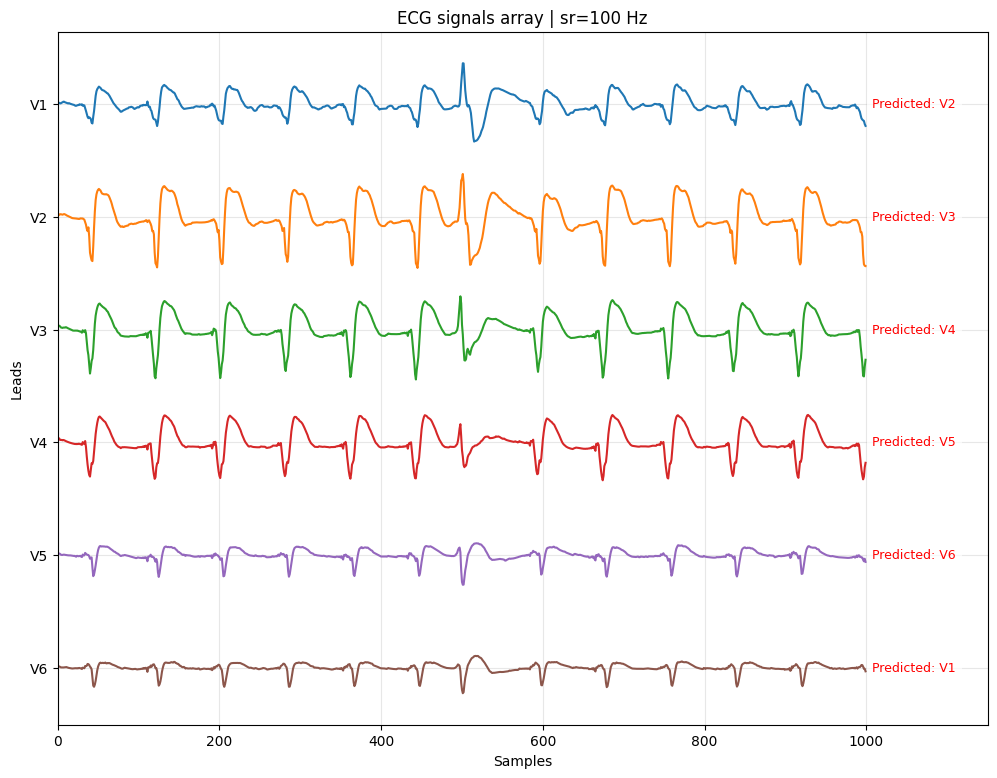 ECG signals array | sr=100 Hz
V1
Predicted: V2
V2
Predicted: V3
V3
Predicted: V4
Leads
V4
Predicted: V5
V5
Predicted: V6
V6
Predicted: V1
0 200 400 600 800 1000
Samples